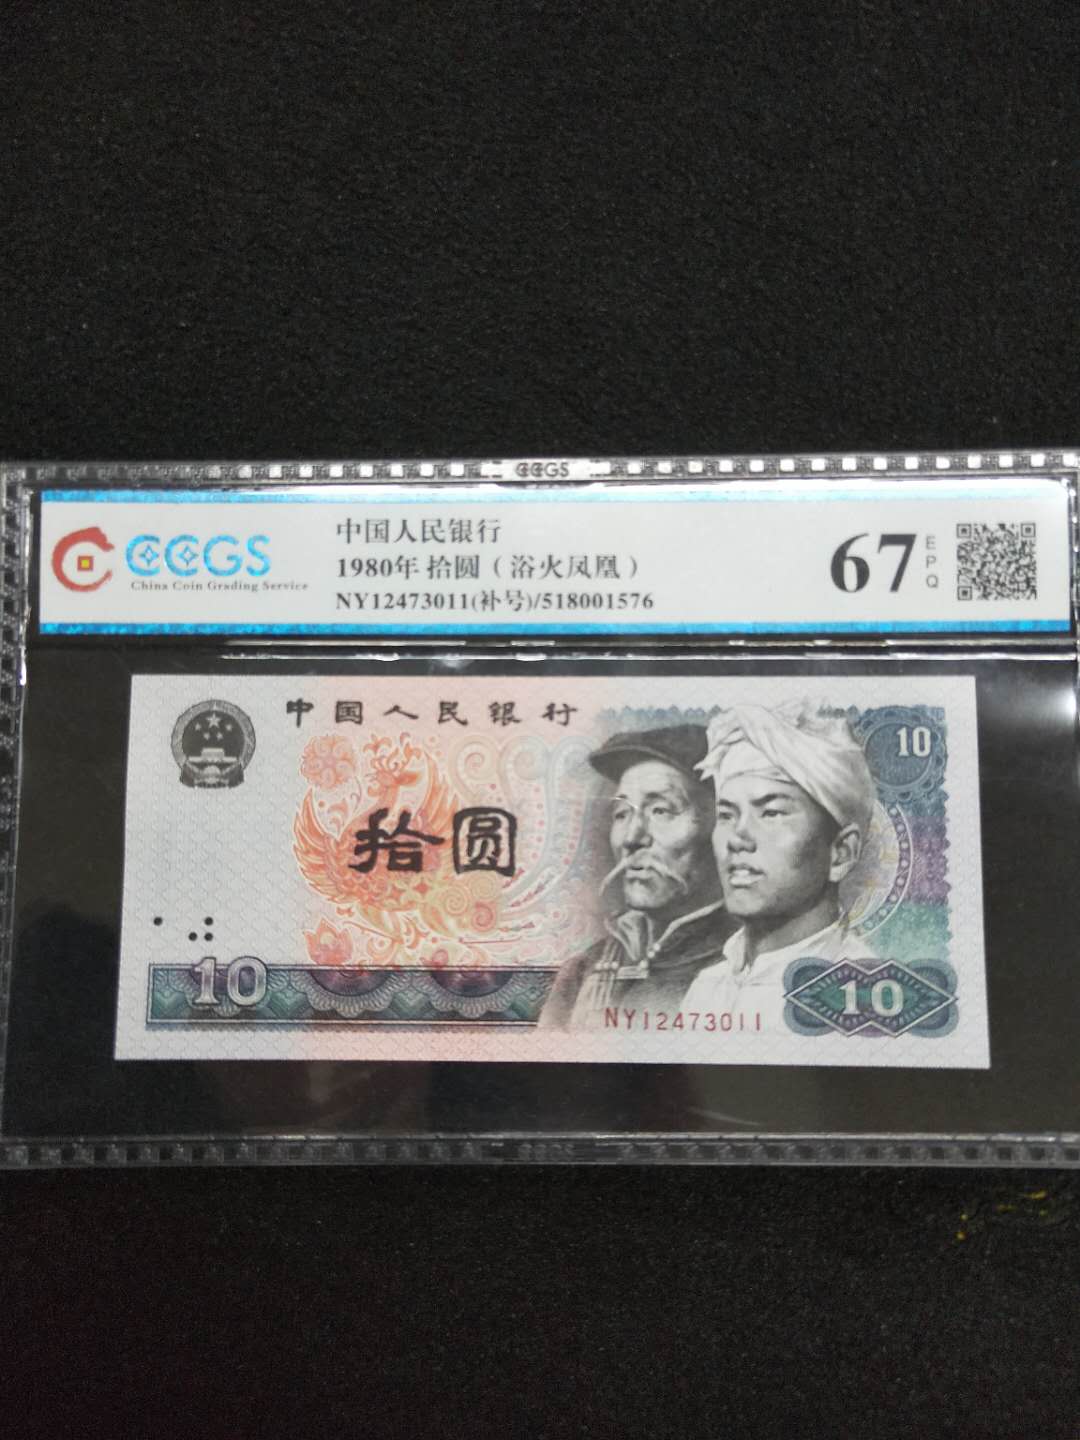 CCGS
CCGS
China Coin Grading Service
中国人民银行
1980年 拾圆（浴火凤凰）
NY12473011(补号)/518001576
67
EPQ
中国人民银行
10
拾圆
10
NY12473011
10